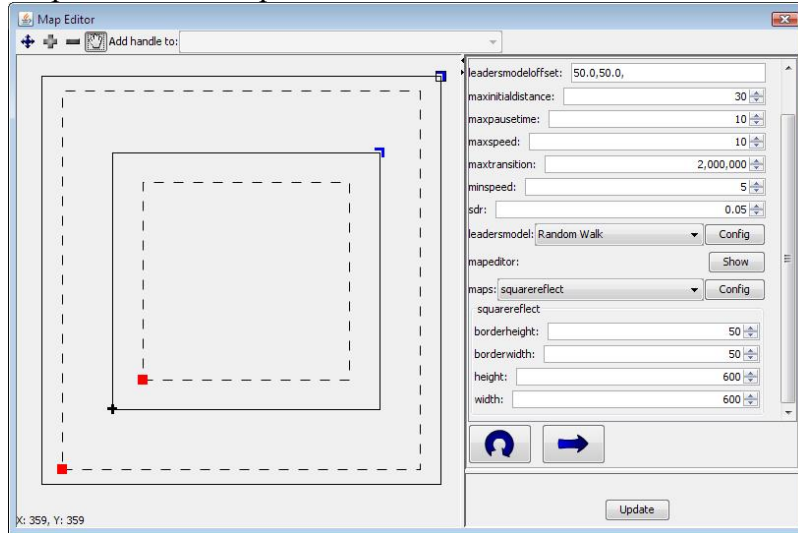 Map Editor
Add handle to:
leadersmodeloffset: 50.0,50.0,
maxinitialdistance: 30
maxpausetime: 10
maxspeed: 10
maxtransition: 2,000,000
minspeed: 5
sdr: 0.05
leadersmodel: Random Walk Config
mapeditor: Show
maps: squarereflect Config
squarereflect
borderheight: 50
borderwidth: 50
height: 600
width: 600
Update
X: 359, Y: 359